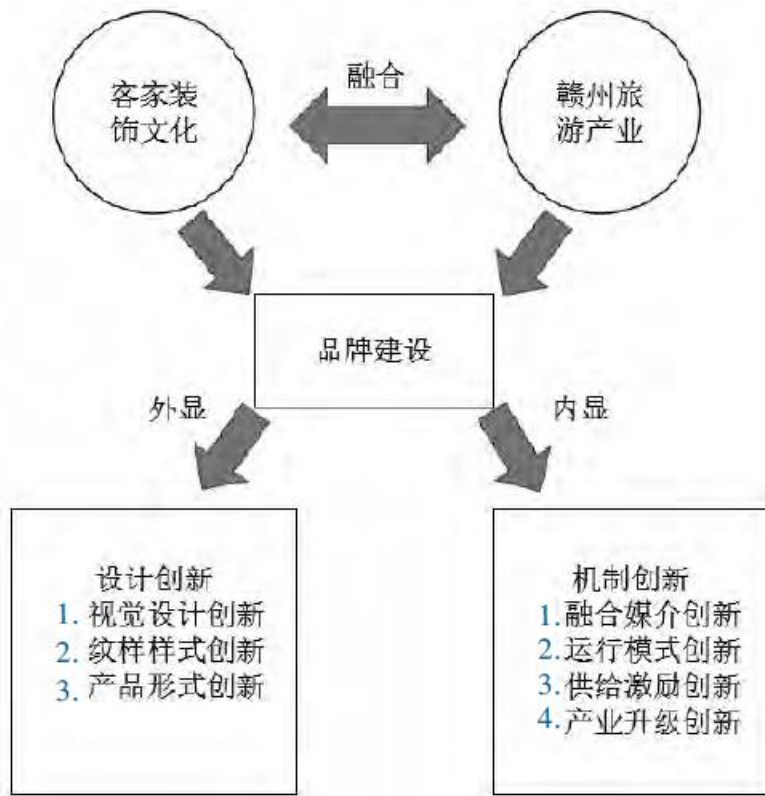 客家装
饰文化
融合
赣州旅
游产业
品牌建设
外显
内显
设计创新
1. 视觉设计创新
2. 纹样样式创新
3. 产品形式创新
机制创新
1. 融合媒介创新
2. 运行模式创新
3. 供给激励创新
4. 产业升级创新